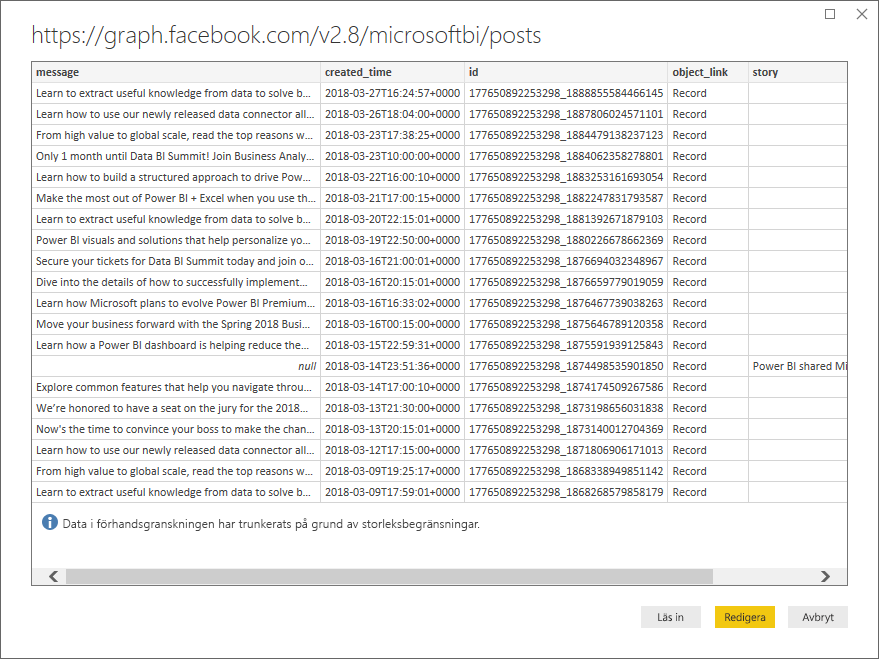 https://graph.facebook.com/v2.8/microsoftbi/posts
message created_time id object_link story
Learn to extract useful knowledge from data to solve b... 2018-03-27T16:24:57+0000 177650892253298_1888855584466145 Record
Learn how to use our newly released data connector all... 2018-03-26T18:04:00+0000 177650892253298_1887806024571101 Record
From high value to global scale, read the top reasons w... 2018-03-23T17:38:25+0000 177650892253298_1884479138237123 Record
Only 1 month until Data BI Summit! Join Business Analy... 2018-03-23T10:00:00+0000 177650892253298_1884062358278801 Record
Learn how to build a structured approach to drive Pow... 2018-03-22T16:00:10+0000 177650892253298_1883253161693054 Record
Make the most out of Power BI + Excel when you use th... 2018-03-21T17:00:15+0000 177650892253298_1882247831793587 Record
Learn to extract useful knowledge from data to solve b... 2018-03-20T22:15:01+0000 177650892253298_1881392671879103 Record
Power BI visuals and solutions that help personalize yo... 2018-03-19T22:50:00+0000 177650892253298_1880226678662369 Record
Secure your tickets for Data BI Summit today and join o... 2018-03-16T21:00:01+0000 177650892253298_1876694032348967 Record
Dive into the details of how to successfully implement... 2018-03-16T20:15:01+0000 177650892253298_1876659779019059 Record
Learn how Microsoft plans to evolve Power BI Premium... 2018-03-16T16:33:02+0000 177650892253298_1876467739038263 Record
Move your business forward with the Spring 2018 Busi... 2018-03-16T00:15:00+0000 177650892253298_1875646789120358 Record
Learn how a Power BI dashboard is helping reduce the... 2018-03-15T22:59:31+0000 177650892253298_1875591939125843 Record
null 2018-03-14T23:51:36+0000 177650892253298_1874498535901850 Record Power BI shared Mi
Explore common features that help you navigate throu... 2018-03-14T17:00:10+0000 177650892253298_1874174509267586 Record
We're honored to have a seat on the jury for the 2018... 2018-03-13T21:30:00+0000 177650892253298_1873198656031838 Record
Now's the time to convince your boss to make the chan... 2018-03-13T20:15:01+0000 177650892253298_1873140012704369 Record
Learn how to use our newly released data connector all... 2018-03-12T17:15:00+0000 177650892253298_1871806906171013 Record
From high value to global scale, read the top reasons w... 2018-03-09T19:25:17+0000 177650892253298_1868338949851142 Record
Learn to extract useful knowledge from data to solve b... 2018-03-09T17:59:01+0000 177650892253298_1868268579858179 Record
Data i förhandsgranskningen har trunkerats på grund av storleksbegränsningar.
Läs in Redigera Avbryt